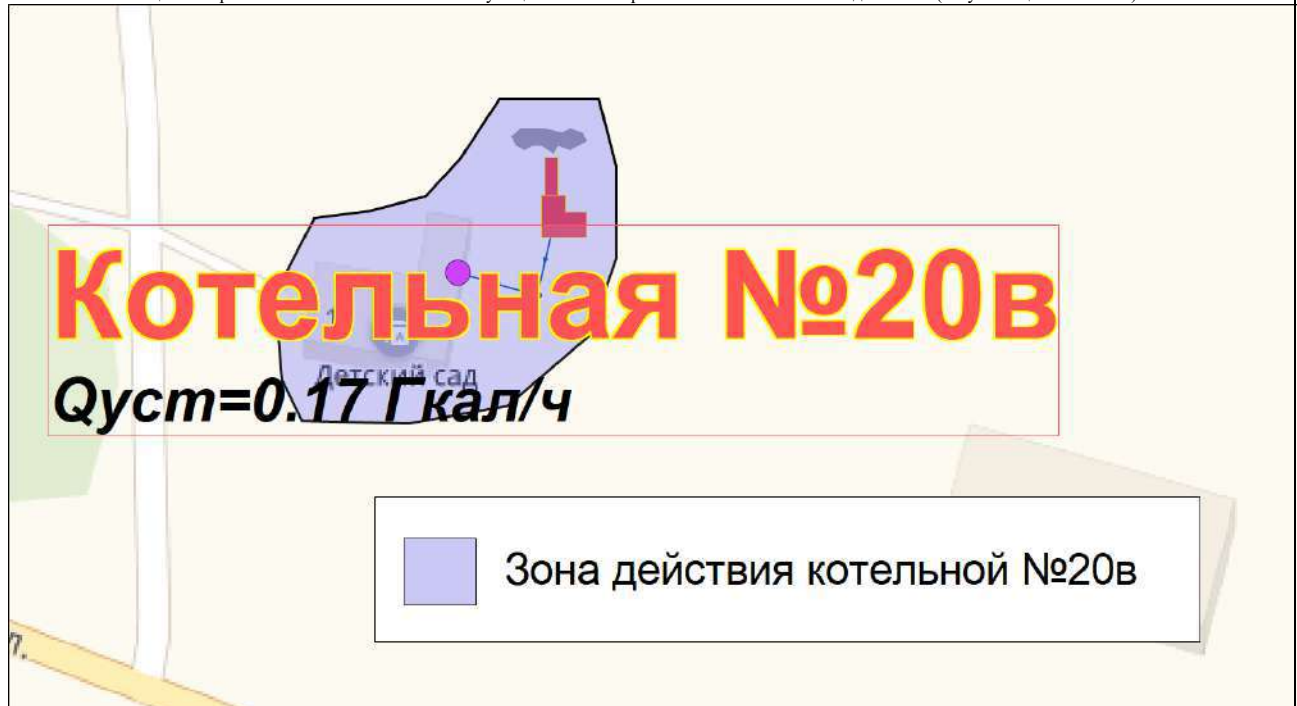 Котельная №20в
Детский сад
Qуст=0.17 Гкал/ч
Зона действия котельной №20в
л.